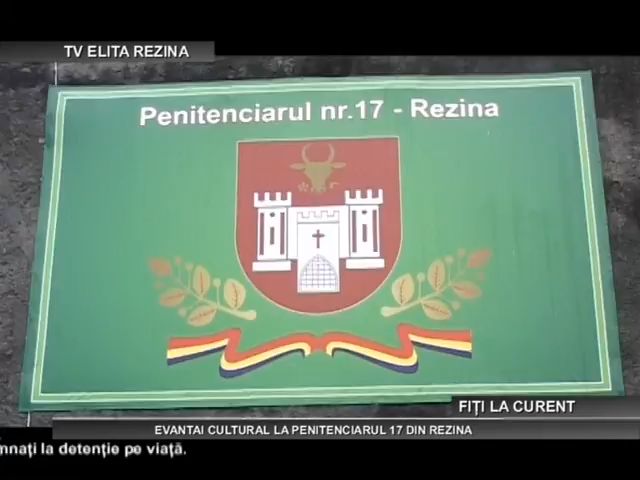 TV ELITA REZINA
Penitenciarul nr.17 - Rezina
FIȚI LA CURENT
EVANTAI CULTURAL LA PENITENCIARUL 17 DIN REZINA
mnați la detenție pe viață.